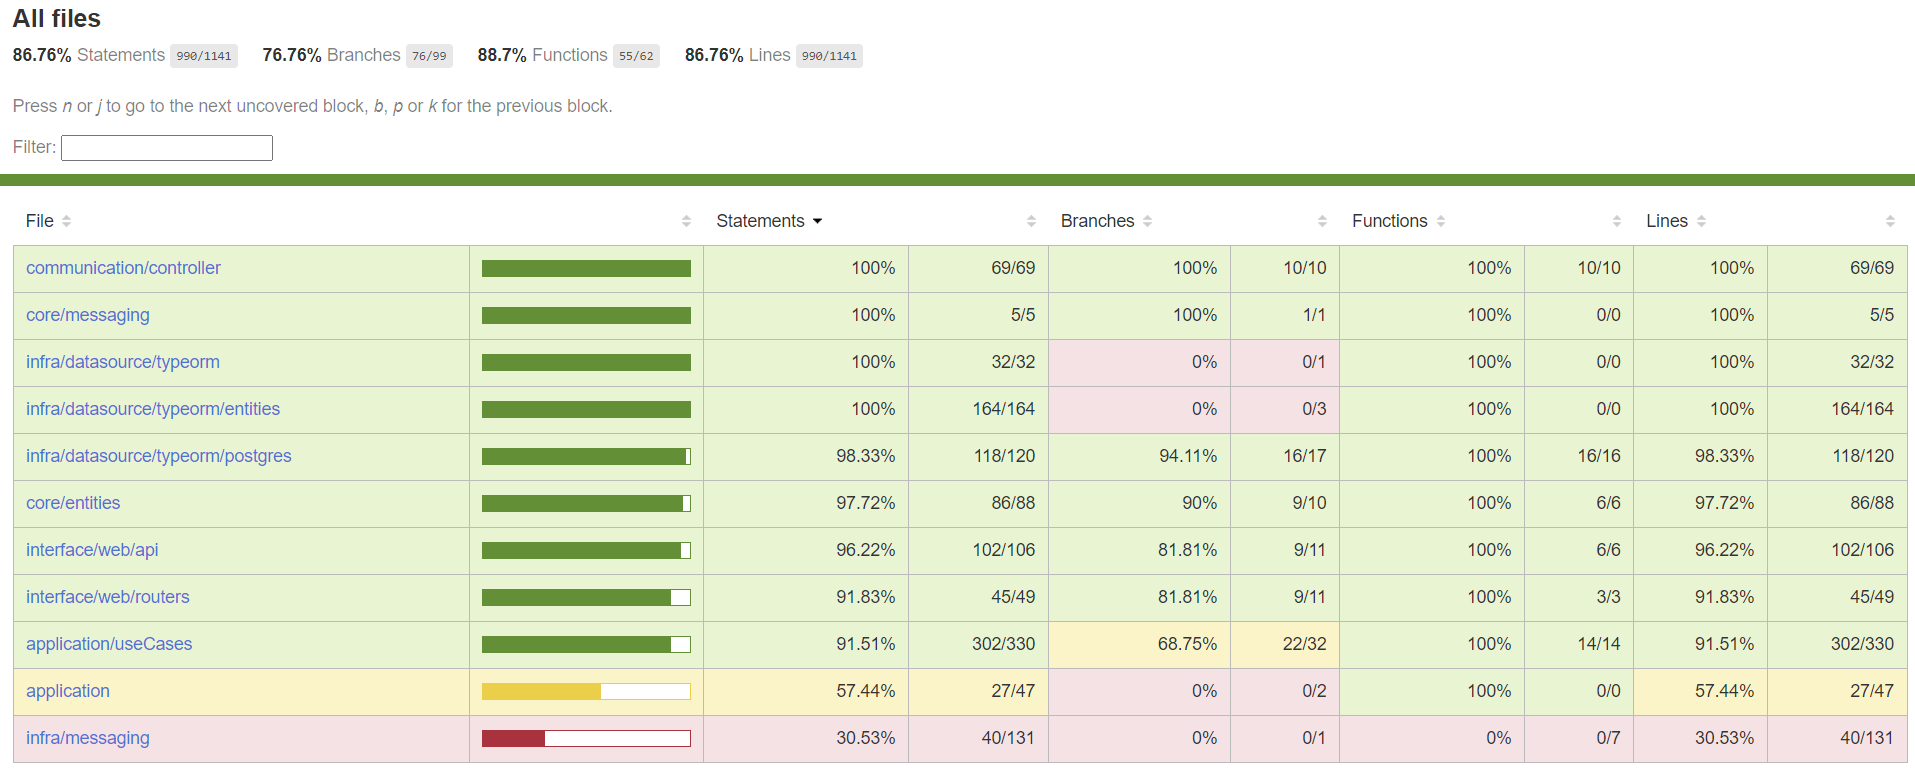 All files
86.76% Statements 990/1141 76.76% Branches 76/99 88.7% Functions 55/62 86.76% Lines 990/1141
Press n or j to go to the next uncovered block, b, p or k for the previous block.
Filter:
File Statements Branches Functions Lines
communication/controller 100% 69/69 100% 10/10 100% 10/10 100% 69/69
core/messaging 100% 5/5 100% 1/1 100% 0/0 100% 5/5
infra/datasource/typeorm 100% 32/32 0% 0/1 100% 0/0 100% 32/32
infra/datasource/typeorm/entities 100% 164/164 0% 0/3 100% 0/0 100% 164/164
infra/datasource/typeorm/postgres 98.33% 118/120 94.11% 16/17 100% 16/16 98.33% 118/120
core/entities 97.72% 86/88 90% 9/10 100% 6/6 97.72% 86/88
interface/web/api 96.22% 102/106 81.81% 9/11 100% 6/6 96.22% 102/106
interface/web/routers 91.83% 45/49 81.81% 9/11 100% 3/3 91.83% 45/49
application/useCases 91.51% 302/330 68.75% 22/32 100% 14/14 91.51% 302/330
application 57.44% 27/47 0% 0/2 100% 0/0 57.44% 27/47
infra/messaging 30.53% 40/131 0% 0/1 0% 0/7 30.53% 40/131